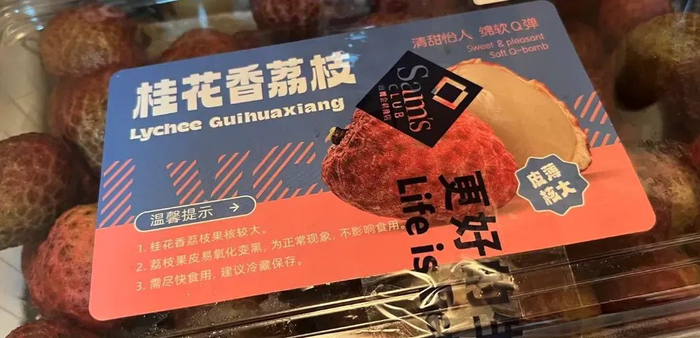 清甜怡人 绵软Q弹
Sweet & pleasant
Soft Q-bomb
桂花香荔枝
Lychee Guihuaxiang
Sam's
CLUB
皮薄
核大
温馨提示
1. 桂花香荔枝果核较大。
2. 荔枝果皮易氧化变黑，为正常现象，不影响食用。
3. 需尽快食用，建议冷藏保存。
更好
Life is